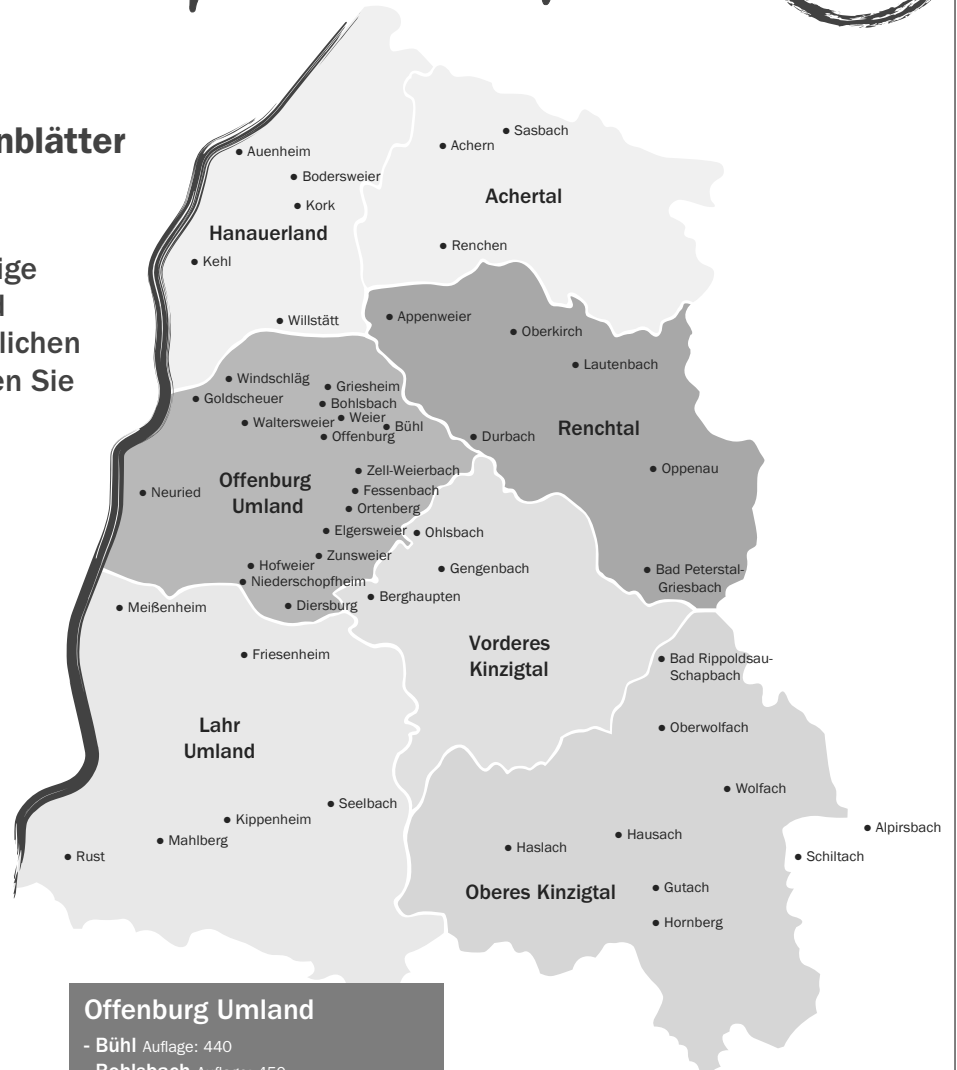 nblätter
ige
lichen
en Sie
Sasbach
Achern
Auenheim
Bodersweier
Kork
Achertal
Hanauerland
Renchen
Kehl
Willstätt
Appenweier
Oberkirch
Lautenbach
Windschläg
Griesheim
Goldscheuer
Bohlsbach
Weier
Waltersweier
Bühl
Offenburg
Durbach
Renchtal
Zell-Weierbach
Oppenau
Offenburg
Umland
Neuried
Fessenbach
Ortenberg
Elgersweier
Ohlsbach
Zunsweier
Hofweier
Gengenbach
Bad Peterstal-
Griesbach
Niederschopfheim
Berghaupten
Meißenheim
Diersburg
Vorderes
Kinzigtal
Friesenheim
Bad Rippoldsau-
Schapbach
Lahr
Umland
Oberwolfach
Wolfach
Seelbach
Kippenheim
Alpirsbach
Mahlberg
Hausach
Haslach
Rust
Schiltach
Oberes Kinzigtal
Gutach
Hornberg
Offenburg Umland
- Bühl Auflage: 440